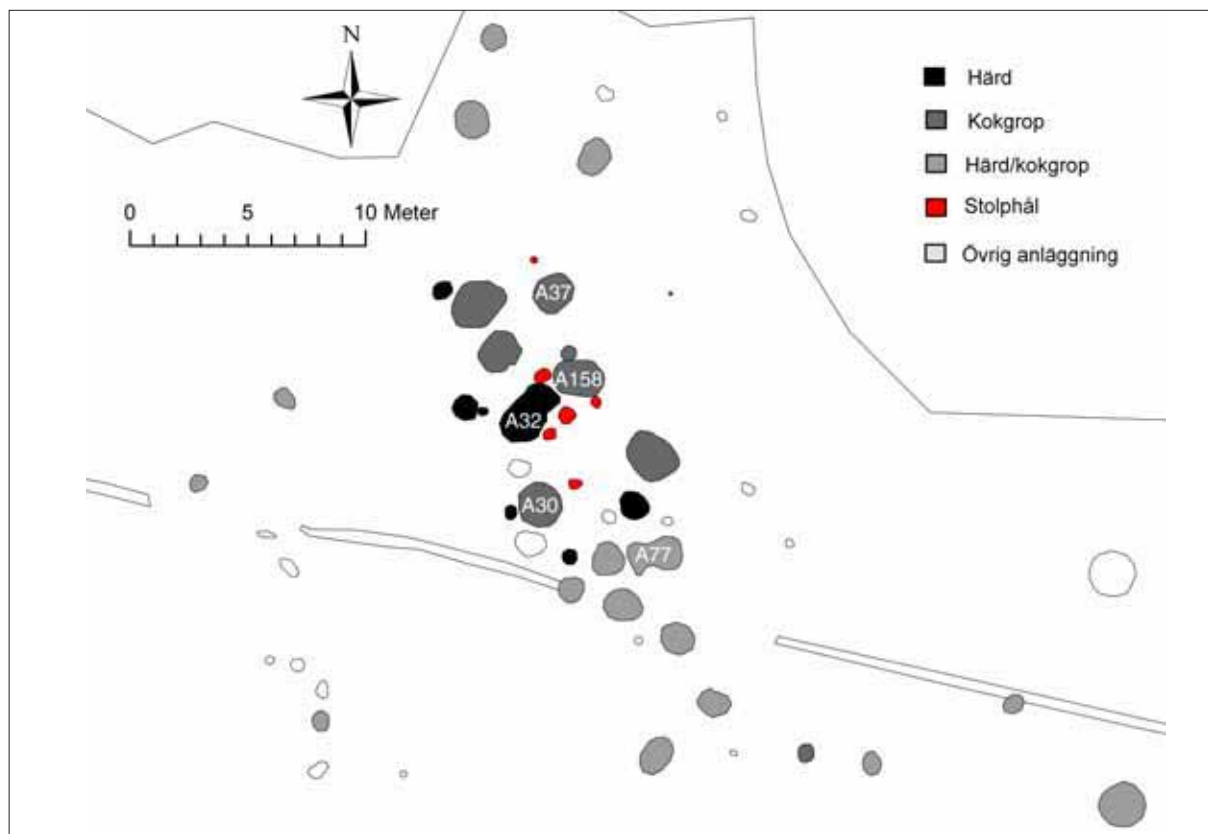 N
0 5 10 Meter
Härd
Kokgrop
Härd/kokgrop
Stolphål
Övrig anläggning
A37
A158
A32
A30
A77